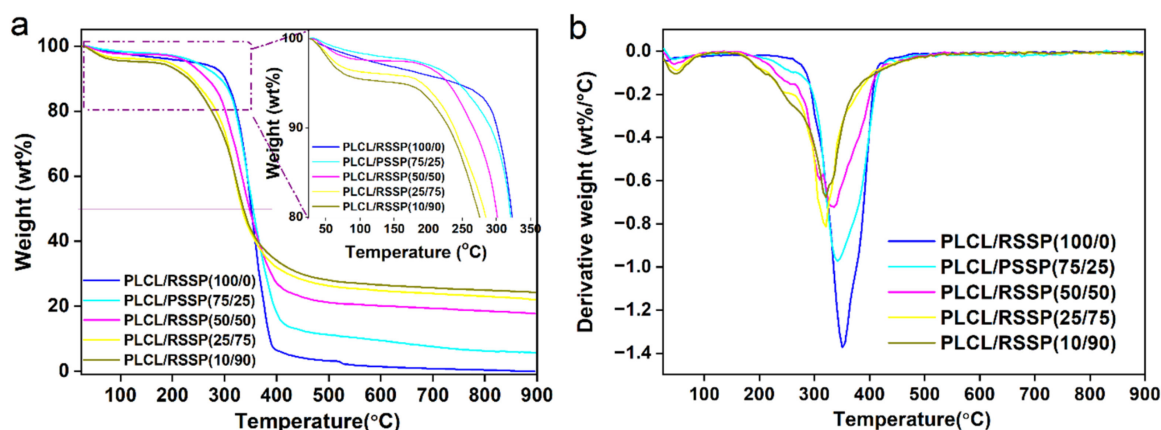 a
100
80
60
40
20
0
Weight (wt%)
100 200 300 400 500 600 700 800 900
Temperature(°C)
PLCL/RSSP(100/0)
PLCL/PSSP(75/25)
PLCL/RSSP(50/50)
PLCL/RSSP(25/75)
PLCL/RSSP(10/90)
100
90
80
Weight (wt%)
PLCL/RSSP(100/0)
PLCL/PSSP(75/25)
PLCL/RSSP(50/50)
PLCL/RSSP(25/75)
PLCL/RSSP(10/90)
50 100 150 200 250 300 350 400
Temperature (°C)
b
0.0
−0.2
−0.4
−0.6
−0.8
−1.0
−1.2
−1.4
Derivative weight (wt%/°C)
PLCL/RSSP(100/0)
PLCL/PSSP(75/25)
PLCL/RSSP(50/50)
PLCL/RSSP(25/75)
PLCL/RSSP(10/90)
100 200 300 400 500 600 700 800 900
Temperature(°C)